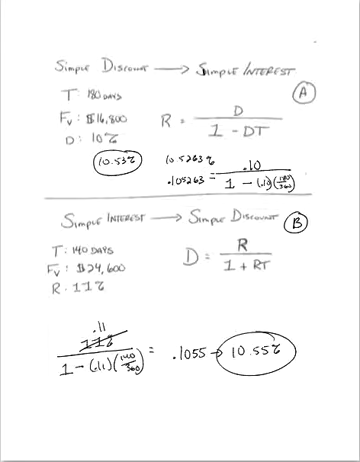 Simple Discount → Simple Interest
A
T: 180 DAYS
Fv: $16,800
D: 10%
R = D / 1 - DT
10.53%
10.5263%
.105263 = .10 / 1 - (.1)(180/360)
Simple Interest → Simple Discount
B
T: 140 DAYS
Fv: $24,600
R: 11%
D = R / 1 + RT
.11
11% / 1 - (.11)(140/360) = .1055 → 10.55%